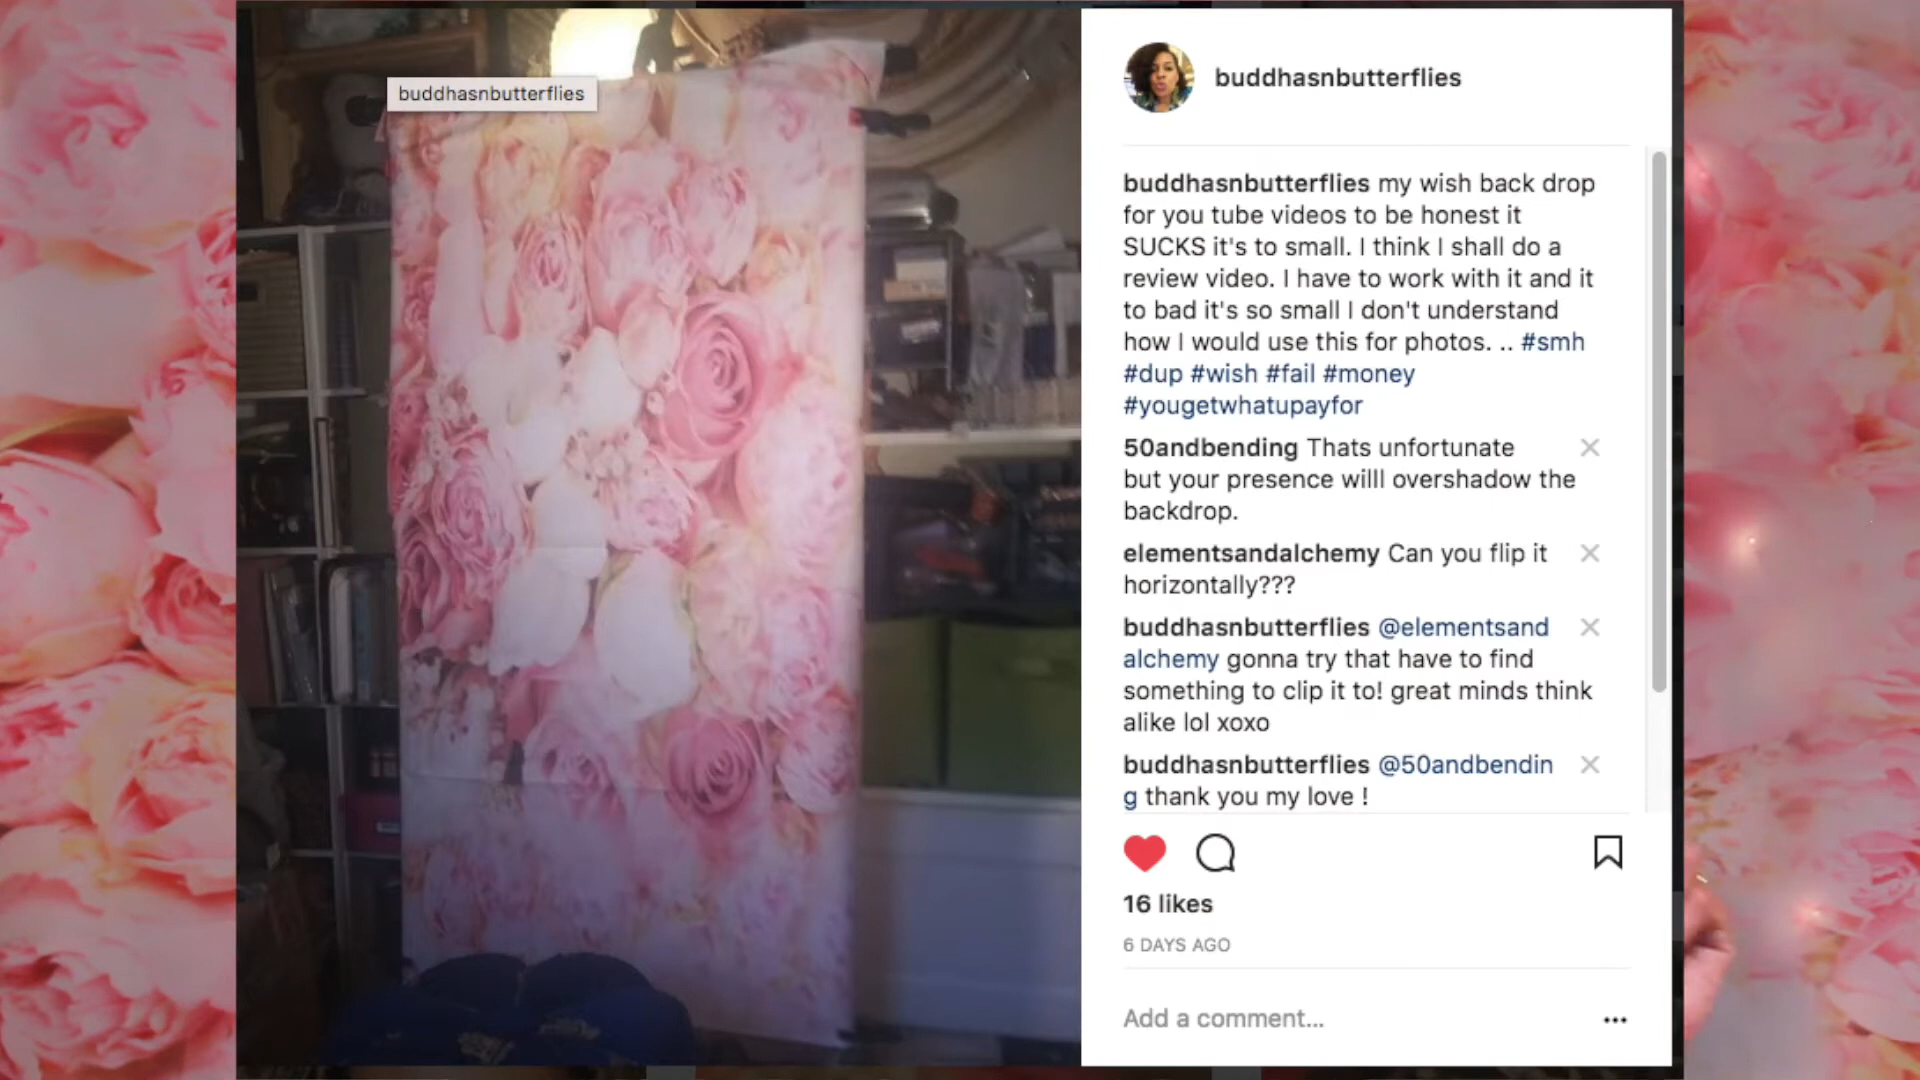 buddhasnbutterflies
buddhasnbutterflies
buddhasnbutterflies my wish back drop
for you tube videos to be honest it
SUCKS it's to small. I think I shall do a
review video. I have to work with it and it
to bad it's so small I don't understand
how I would use this for photos. .. #smh
#dup #wish #fail #money
#yougetwhatupayfor
50andbending Thats unfortunate
but your presence willl overshadow the
backdrop.
elementsandalchemy Can you flip it
horizontally???
buddhasnbutterflies @elementsand
alchemy gonna try that have to find
something to clip it to! great minds think
alike lol xoxo
buddhasnbutterflies @50andbendin
g thank you my love !
16 likes
6 DAYS AGO
Add a comment...